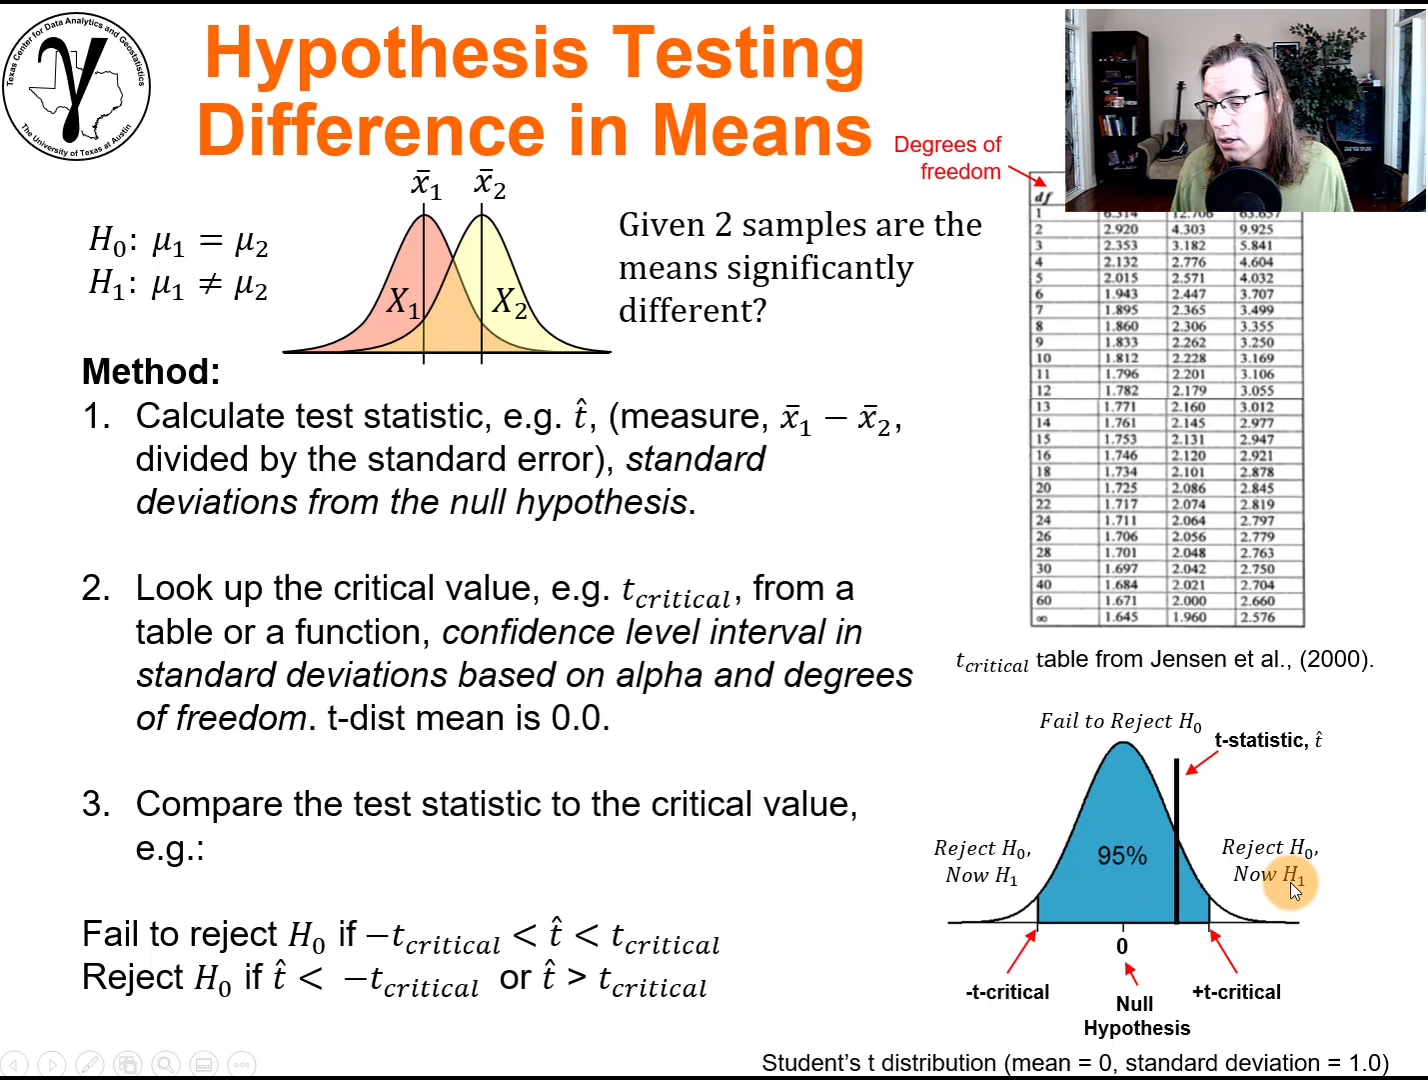 Texas Center for Data Analytics and Geostatistics
The University of Texas at Austin
γ
Hypothesis Testing
Difference in Means
x̄₁ x̄₂
H₀: μ₁ = μ₂
H₁: μ₁ ≠ μ₂
X₁ X₂
Given 2 samples are the
means significantly
different?
Method:
1. Calculate test statistic, e.g. t̂, (measure, x̄₁ − x̄₂,
divided by the standard error), standard
deviations from the null hypothesis.
2. Look up the critical value, e.g. t_critical, from a
table or a function, confidence level interval in
standard deviations based on alpha and degrees
of freedom. t-dist mean is 0.0.
3. Compare the test statistic to the critical value,
e.g.:
Fail to reject H₀ if −t_critical < t̂ < t_critical
Reject H₀ if t̂ < −t_critical or t̂ > t_critical
Degrees of
freedom
df
1 6.314 12.706 63.657
2 2.920 4.303 9.925
3 2.353 3.182 5.841
4 2.132 2.776 4.604
5 2.015 2.571 4.032
6 1.943 2.447 3.707
7 1.895 2.365 3.499
8 1.860 2.306 3.355
9 1.833 2.262 3.250
10 1.812 2.228 3.169
11 1.796 2.201 3.106
12 1.782 2.179 3.055
13 1.771 2.160 3.012
14 1.761 2.145 2.977
15 1.753 2.131 2.947
16 1.746 2.120 2.921
18 1.734 2.101 2.878
20 1.725 2.086 2.845
22 1.717 2.074 2.819
24 1.711 2.064 2.797
26 1.706 2.056 2.779
28 1.701 2.048 2.763
30 1.697 2.042 2.750
40 1.684 2.021 2.704
60 1.671 2.000 2.660
∞ 1.645 1.960 2.576
t_critical table from Jensen et al., (2000).
Fail to Reject H₀
t-statistic, t̂
Reject H₀,
Now H₁
95%
Reject H₀,
Now H₁
0
-t-critical
Null
Hypothesis
+t-critical
Student's t distribution (mean = 0, standard deviation = 1.0)